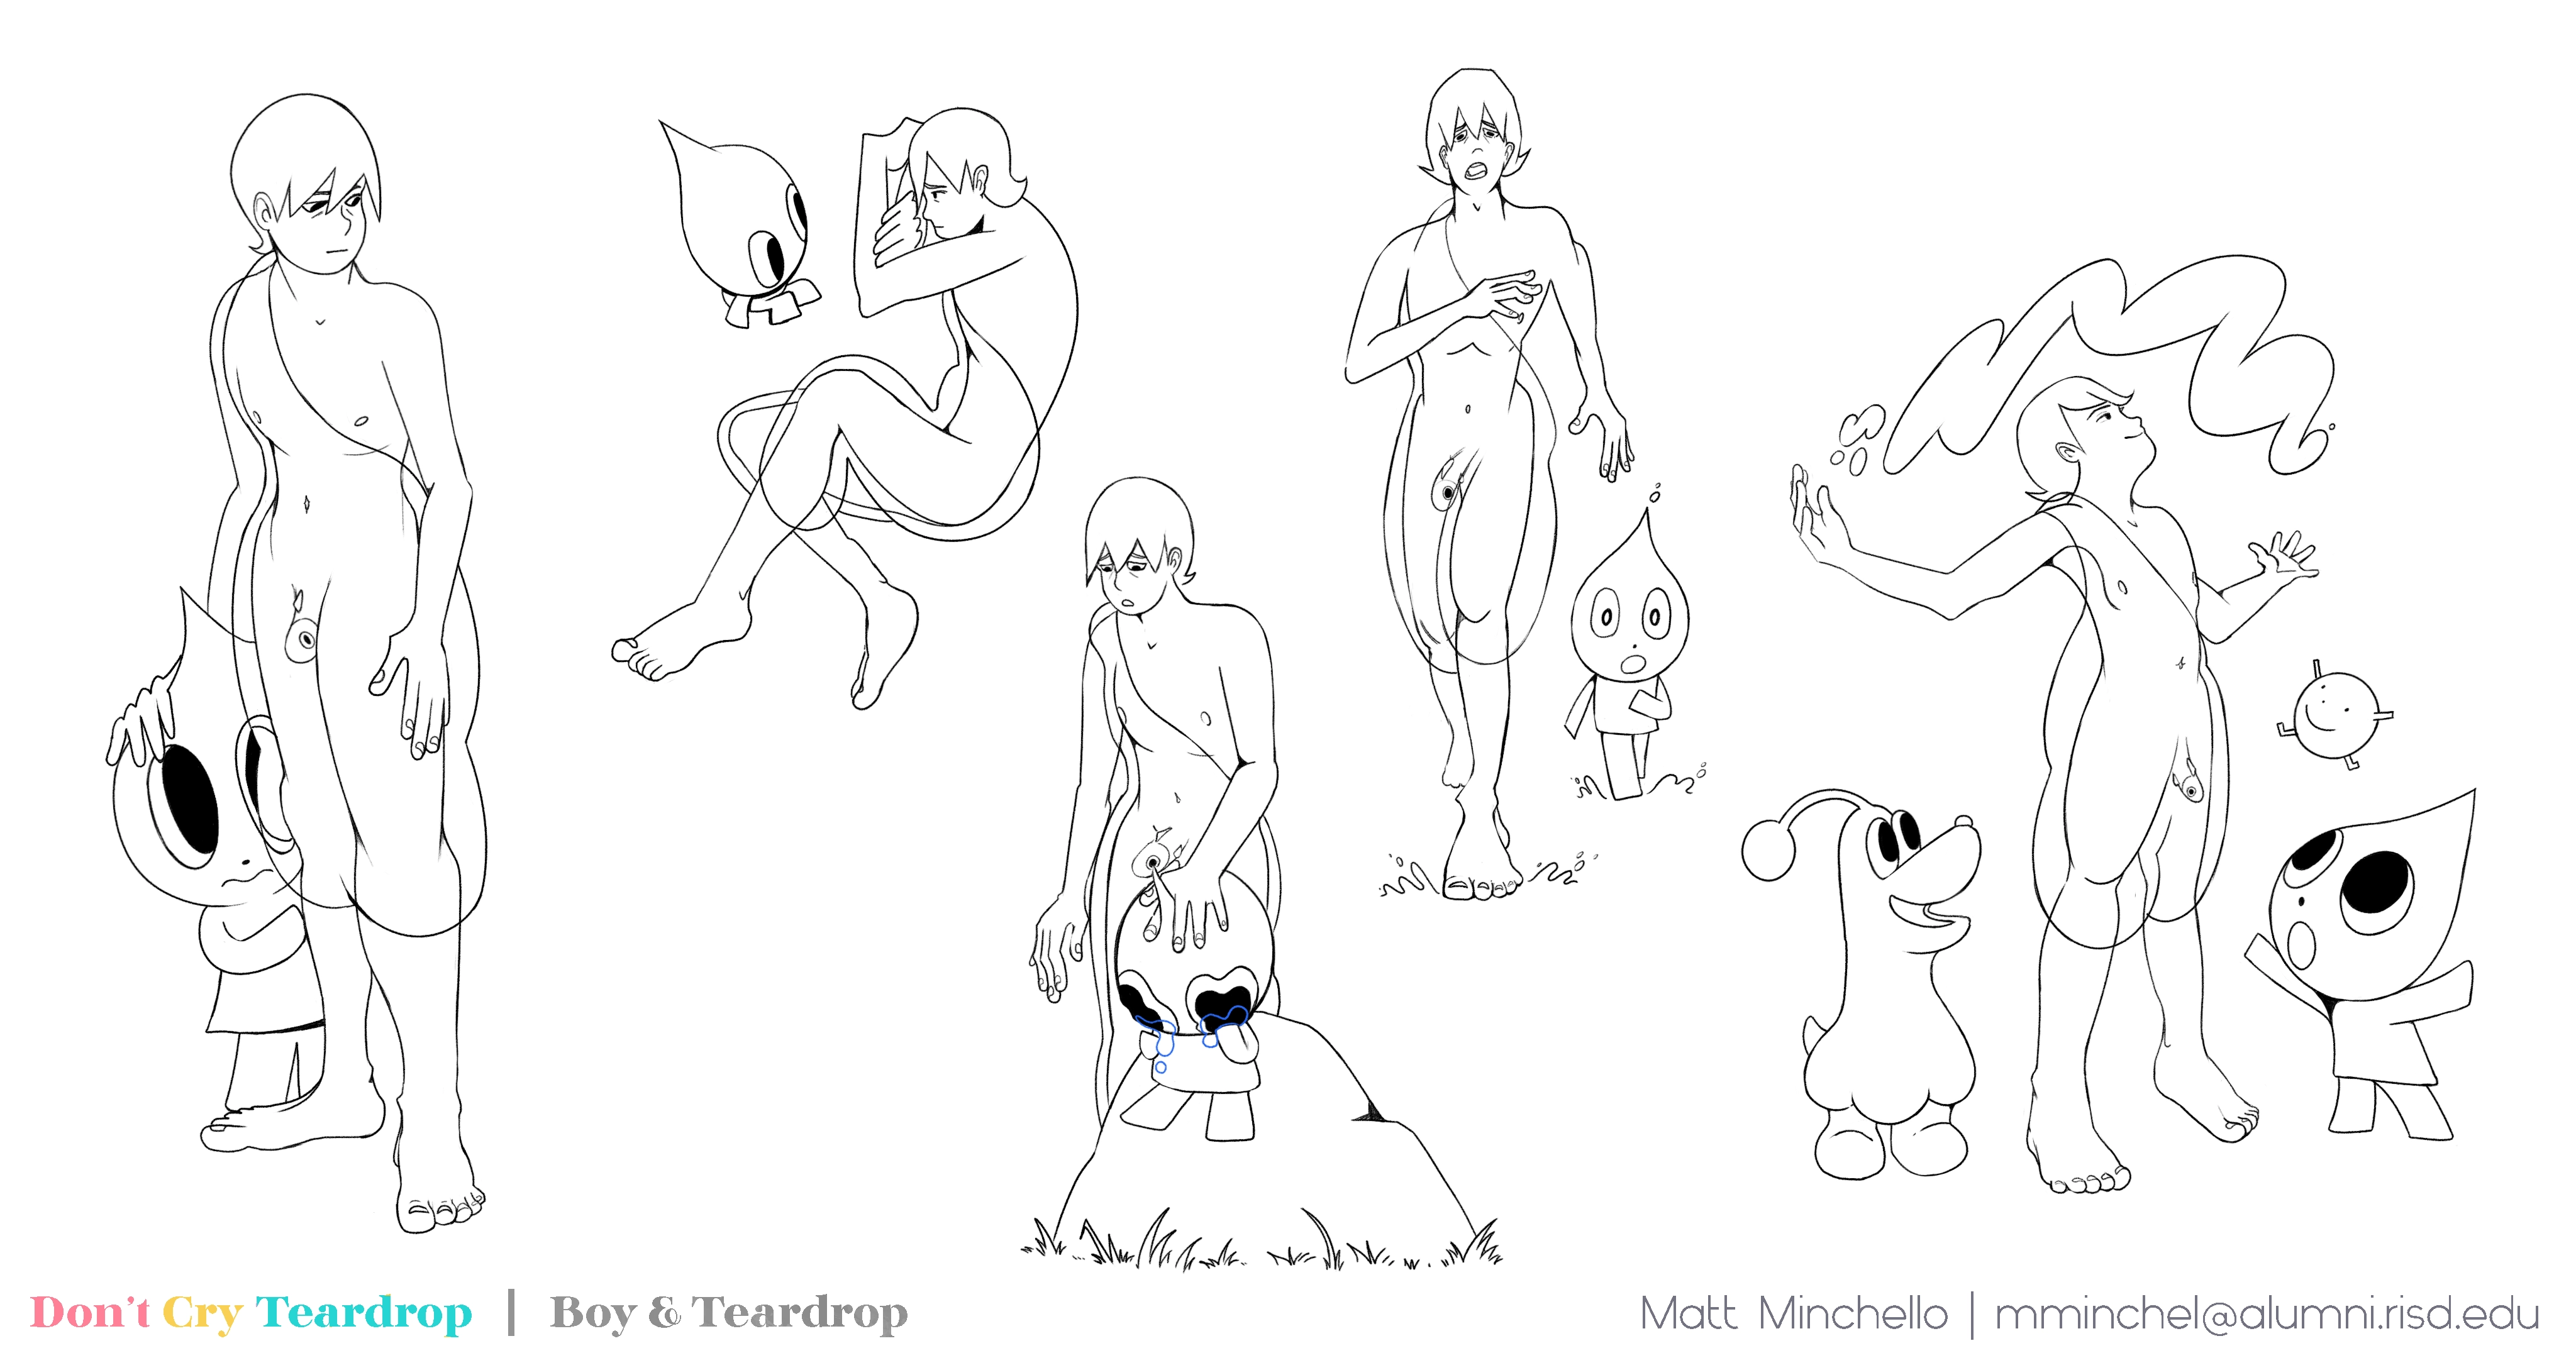 Don't Cry Teardrop | Boy & Teardrop
Matt Minchello | mminchel@alumni.risd.edu